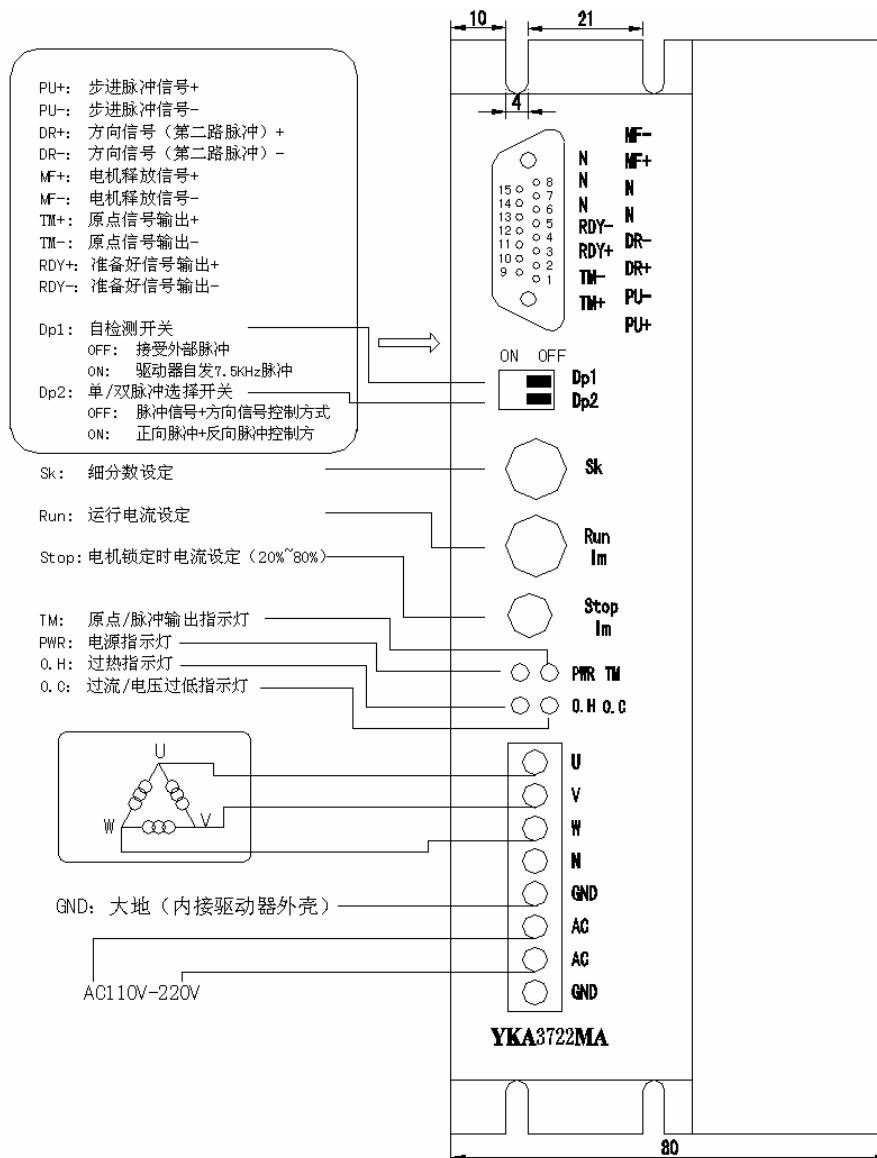 10
21
4
PU+: 步进脉冲信号+
PU-: 步进脉冲信号-
DR+: 方向信号（第二路脉冲）+
DR-: 方向信号（第二路脉冲）-
MF+: 电机释放信号+
MF-: 电机释放信号-
TM+: 原点信号输出+
TM-: 原点信号输出-
RDY+: 准备好信号输出+
RDY-: 准备好信号输出-
Dp1: 自检测开关
OFF: 接受外部脉冲
ON: 驱动器自发7.5KHz脉冲
Dp2: 单/双脉冲选择开关
OFF: 脉冲信号+方向信号控制方式
ON: 正向脉冲+反向脉冲控制方
Sk: 细分数设定
Run: 运行电流设定
Stop: 电机锁定时电流设定（20%~80%）
TM: 原点/脉冲输出指示灯
PWR: 电源指示灯
O.H: 过热指示灯
O.C: 过流/电压过低指示灯
U
W
V
GND: 大地（内接驱动器外壳）
AC110V-220V
15
14
13
12
11
10
9
8
7
6
5
4
3
2
1
N
N
N
RDY-
RDY+
TM-
TM+
MF-
MF+
N
N
DR-
DR+
PU-
PU+
ON OFF
Dp1
Dp2
Sk
Run
Im
Stop
Im
PWR TM
O.H O.C
U
V
W
N
GND
AC
AC
GND
YKA3722MA
80